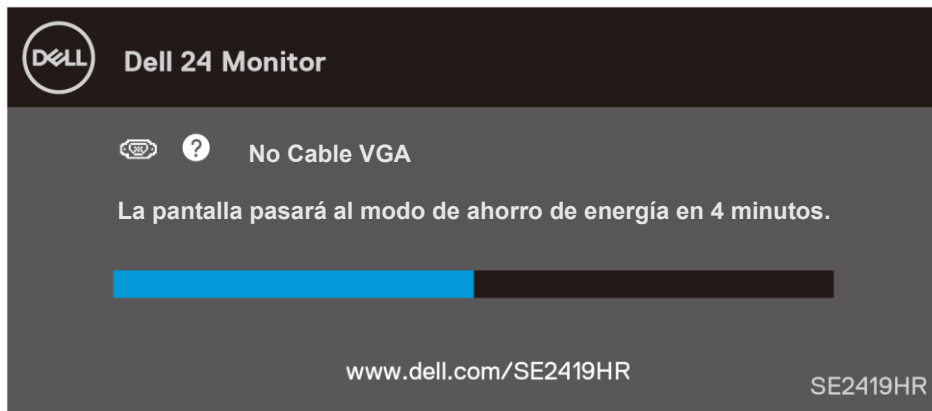 DELL
Dell 24 Monitor
? No Cable VGA
La pantalla pasará al modo de ahorro de energía en 4 minutos.
www.dell.com/SE2419HR
SE2419HR